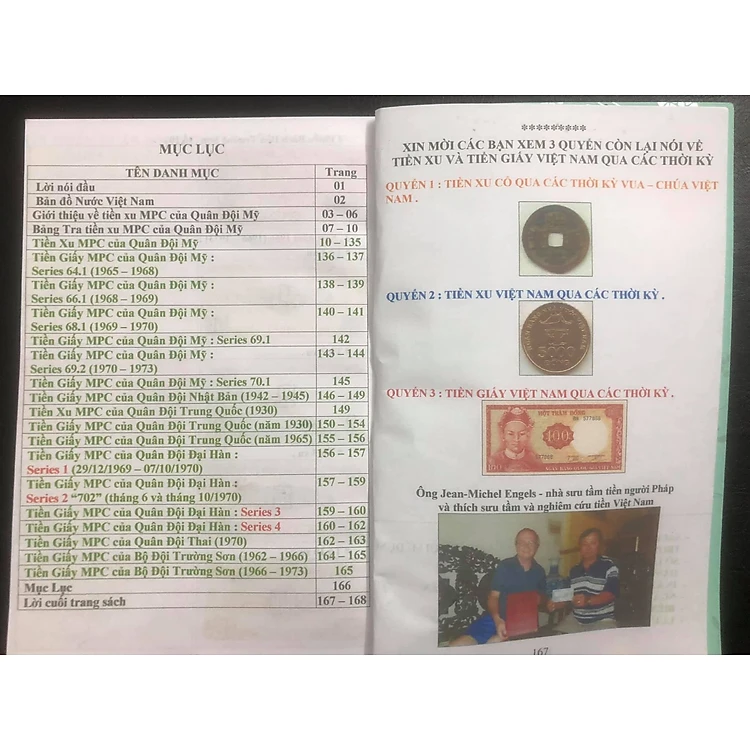 MỤC LỤC
TÊN DANH MỤC Trang
Lời nói đầu 01
Bản đồ Nước Việt Nam 02
Giới thiệu về tiền xu MPC của Quân Đội Mỹ 03 – 06
Bảng Tra tiền xu MPC của Quân Đội Mỹ 07 – 10
Tiền Xu MPC của Quân Đội Mỹ 10 – 135
Tiền Giấy MPC của Quân Đội Mỹ : 136 – 137
Series 64.1 (1965 – 1968)
Tiền Giấy MPC của Quân Đội Mỹ : 138 – 139
Series 66.1 (1968 – 1969)
Tiền Giấy MPC của Quân Đội Mỹ : 140 – 141
Series 68.1 (1969 – 1970)
Tiền Giấy MPC của Quân Đội Mỹ : Series 69.1 142
Tiền Giấy MPC của Quân Đội Mỹ : 143 – 144
Series 69.2 (1970 – 1973)
Tiền Giấy MPC của Quân Đội Mỹ : Series 70.1 145
Tiền Giấy MPC của Quân Đội Nhật Bản (1942 – 1945) 146 – 149
Tiền Xu MPC của Quân Đội Trung Quốc (1930) 149
Tiền Giấy MPC của Quân Đội Trung Quốc (năm 1930) 150 – 154
Tiền Giấy MPC của Quân Đội Trung Quốc (năm 1965) 155 – 156
Tiền Giấy MPC của Quân Đội Đại Hàn : 156 – 157
Series 1 (29/12/1969 – 07/10/1970)
Tiền Giấy MPC của Quân Đội Đại Hàn : 157 – 159
Series 2 “702” (tháng 6 và tháng 10/1970)
Tiền Giấy MPC của Quân Đội Đại Hàn : Series 3 159 – 160
Tiền Giấy MPC của Quân Đội Đại Hàn : Series 4 160 – 162
Tiền Giấy MPC của Quân Đội Thai (1970) 162 – 163
Tiền Giấy MPC của Bộ Đội Trường Sơn (1962 – 1966) 164 – 165
Tiền Giấy MPC của Bộ Đội Trường Sơn (1966 – 1973) 165
Mục Lục 166
Lời cuối trang sách 167 – 168
*********
XIN MỜI CÁC BẠN XEM 3 QUYỂN CÒN LẠI NÓI VỀ
TIỀN XU VÀ TIỀN GIẤY VIỆT NAM QUA CÁC THỜI KỲ
QUYỂN 1 : TIỀN XU CỔ QUA CÁC THỜI KỲ VUA – CHÚA VIỆT
NAM .
QUYỂN 2 : TIỀN XU VIỆT NAM QUA CÁC THỜI KỲ .
5000
QUYỂN 3 : TIỀN GIẤY VIỆT NAM QUA CÁC THỜI KỲ .
MỘT TRĂM ĐỒNG
100
100
NGÂN HÀNG QUỐC GIA VIỆT NAM
Ông Jean-Michel Engels - nhà sưu tầm tiền người Pháp
và thích sưu tầm và nghiêm cứu tiền Việt Nam
167